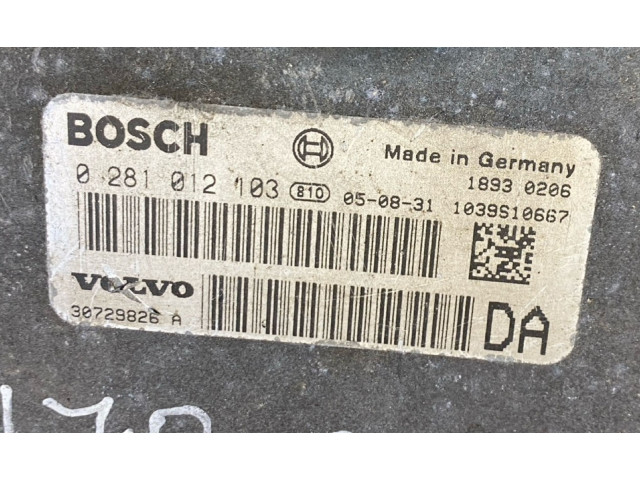 BOSCH
Made in Germany
1893 0206
0 281 012 103 810 05-08-31 1039S10667
VOLVO
30729826 A
DA